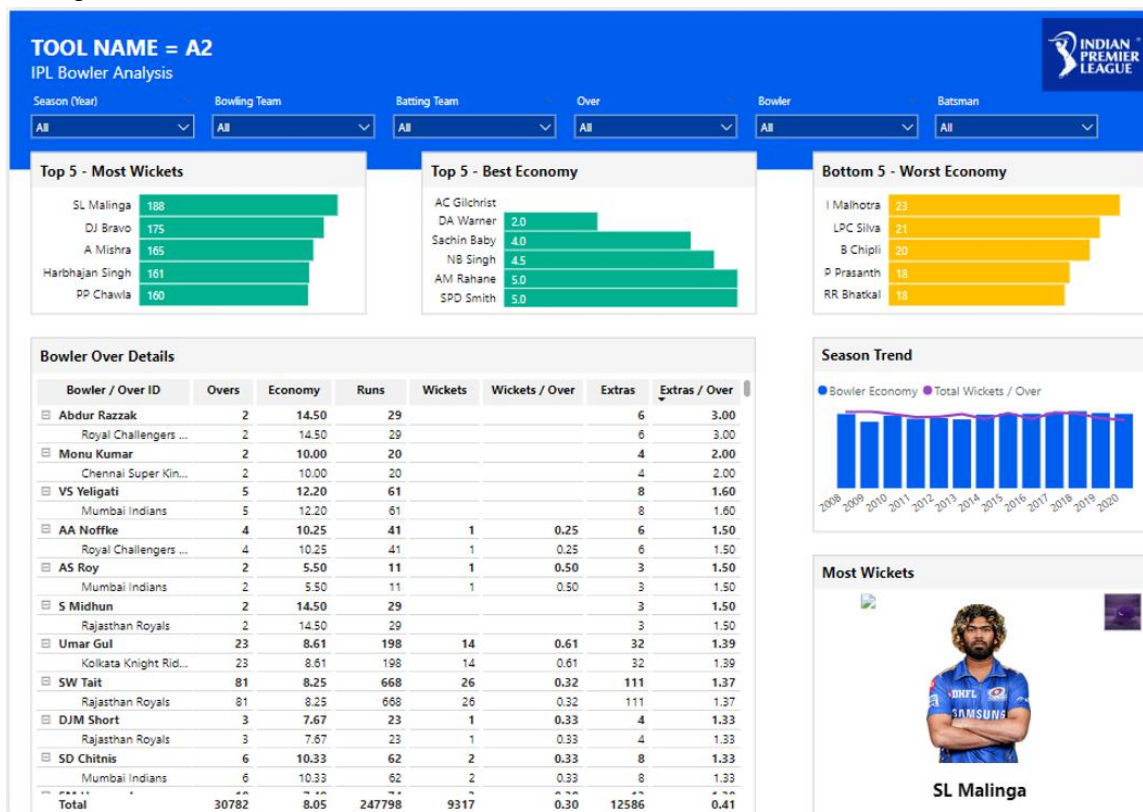 TOOL NAME = A2
IPL Bowler Analysis
INDIAN
PREMIER
LEAGUE
Season (Year) Bowling Team Batting Team Over Bowler Batsman
All All All All All All
Top 5 - Most Wickets
SL Malinga 188
DJ Bravo 175
A Mishra 165
Harbhajan Singh 161
PP Chawla 160
Top 5 - Best Economy
AC Gilchrist
DA Warner 2.0
Sachin Baby 4.0
NB Singh 4.5
AM Rahane 5.0
SPD Smith 5.0
Bottom 5 - Worst Economy
I Malhotra 23
LPC Silva 21
B Chipli 20
P Prasanth 18
RR Bhatkal 18
Bowler Over Details
Bowler / Over ID Overs Economy Runs Wickets Wickets / Over Extras Extras / Over
Abdur Razzak 2 14.50 29 6 3.00
Royal Challengers ... 2 14.50 29 6 3.00
Monu Kumar 2 10.00 20 4 2.00
Chennai Super Kin... 2 10.00 20 4 2.00
VS Yeligati 5 12.20 61 8 1.60
Mumbai Indians 5 12.20 61 8 1.60
AA Noffke 4 10.25 41 1 0.25 6 1.50
Royal Challengers ... 4 10.25 41 1 0.25 6 1.50
AS Roy 2 5.50 11 1 0.50 3 1.50
Mumbai Indians 2 5.50 11 1 0.50 3 1.50
S Midhun 2 14.50 29 3 1.50
Rajasthan Royals 2 14.50 29 3 1.50
Umar Gul 23 8.61 198 14 0.61 32 1.39
Kolkata Knight Rid... 23 8.61 198 14 0.61 32 1.39
SW Tait 81 8.25 668 26 0.32 111 1.37
Rajasthan Royals 81 8.25 668 26 0.32 111 1.37
DJM Short 3 7.67 23 1 0.33 4 1.33
Rajasthan Royals 3 7.67 23 1 0.33 4 1.33
SD Chitnis 6 10.33 62 2 0.33 8 1.33
Mumbai Indians 6 10.33 62 2 0.33 8 1.33
Total 30782 8.05 247798 9317 0.30 12586 0.41
Season Trend
Bowler Economy Total Wickets / Over
2008 2009 2010 2011 2012 2013 2014 2015 2016 2017 2018 2019 2020
Most Wickets
DHFL
SAMSUNG
SL Malinga